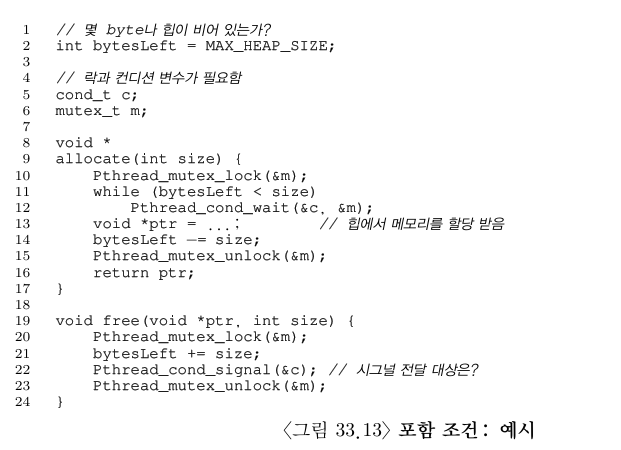 1 // 몇 byte나 힙이 비어 있는가?
2 int bytesLeft = MAX_HEAP_SIZE;
3
4 // 락과 컨디션 변수가 필요함
5 cond_t c;
6 mutex_t m;
7
8 void *
9 allocate(int size) {
10 Pthread_mutex_lock(&m);
11 while (bytesLeft < size)
12 Pthread_cond_wait(&c, &m);
13 void *ptr = ...; // 힙에서 메모리를 할당 받음
14 bytesLeft -= size;
15 Pthread_mutex_unlock(&m);
16 return ptr;
17 }
18
19 void free(void *ptr, int size) {
20 Pthread_mutex_lock(&m);
21 bytesLeft += size;
22 Pthread_cond_signal(&c); // 시그널 전달 대상은?
23 Pthread_mutex_unlock(&m);
24 }
〈그림 33.13〉 포함 조건: 예시